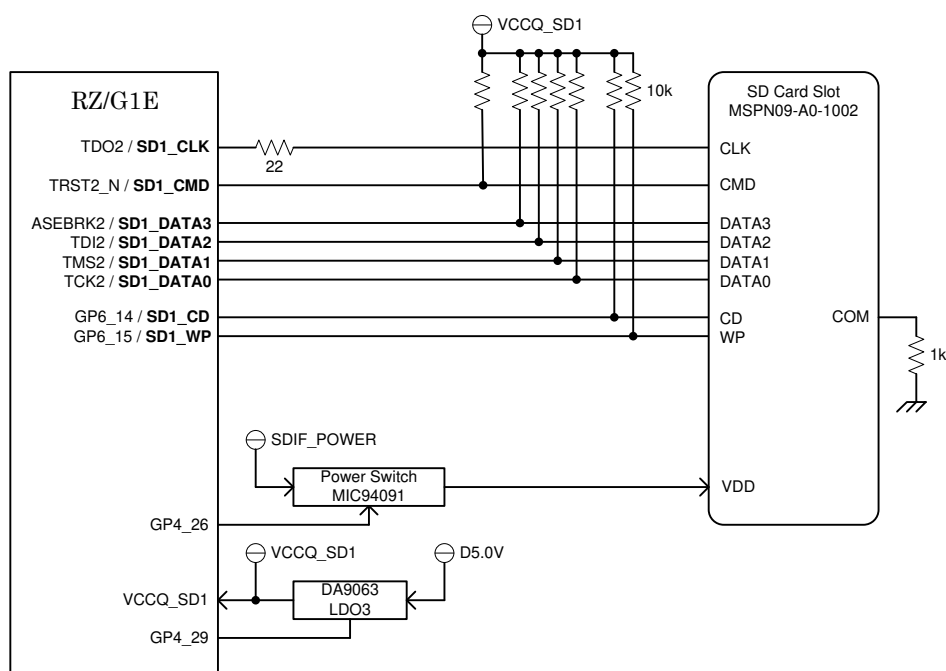 VCCQ_SD1
RZ/G1E
10k
SD Card Slot
MSPN09-A0-1002
TDO2 / SD1_CLK
22
CLK
TRST2_N / SD1_CMD
CMD
ASEBRK2 / SD1_DATA3
DATA3
TDI2 / SD1_DATA2
DATA2
TMS2 / SD1_DATA1
DATA1
TCK2 / SD1_DATA0
DATA0
GP6_14 / SD1_CD
CD
COM
GP6_15 / SD1_WP
WP
1k
SDIF_POWER
Power Switch
MIC94091
VDD
GP4_26
VCCQ_SD1
D5.0V
DA9063
LDO3
VCCQ_SD1
GP4_29